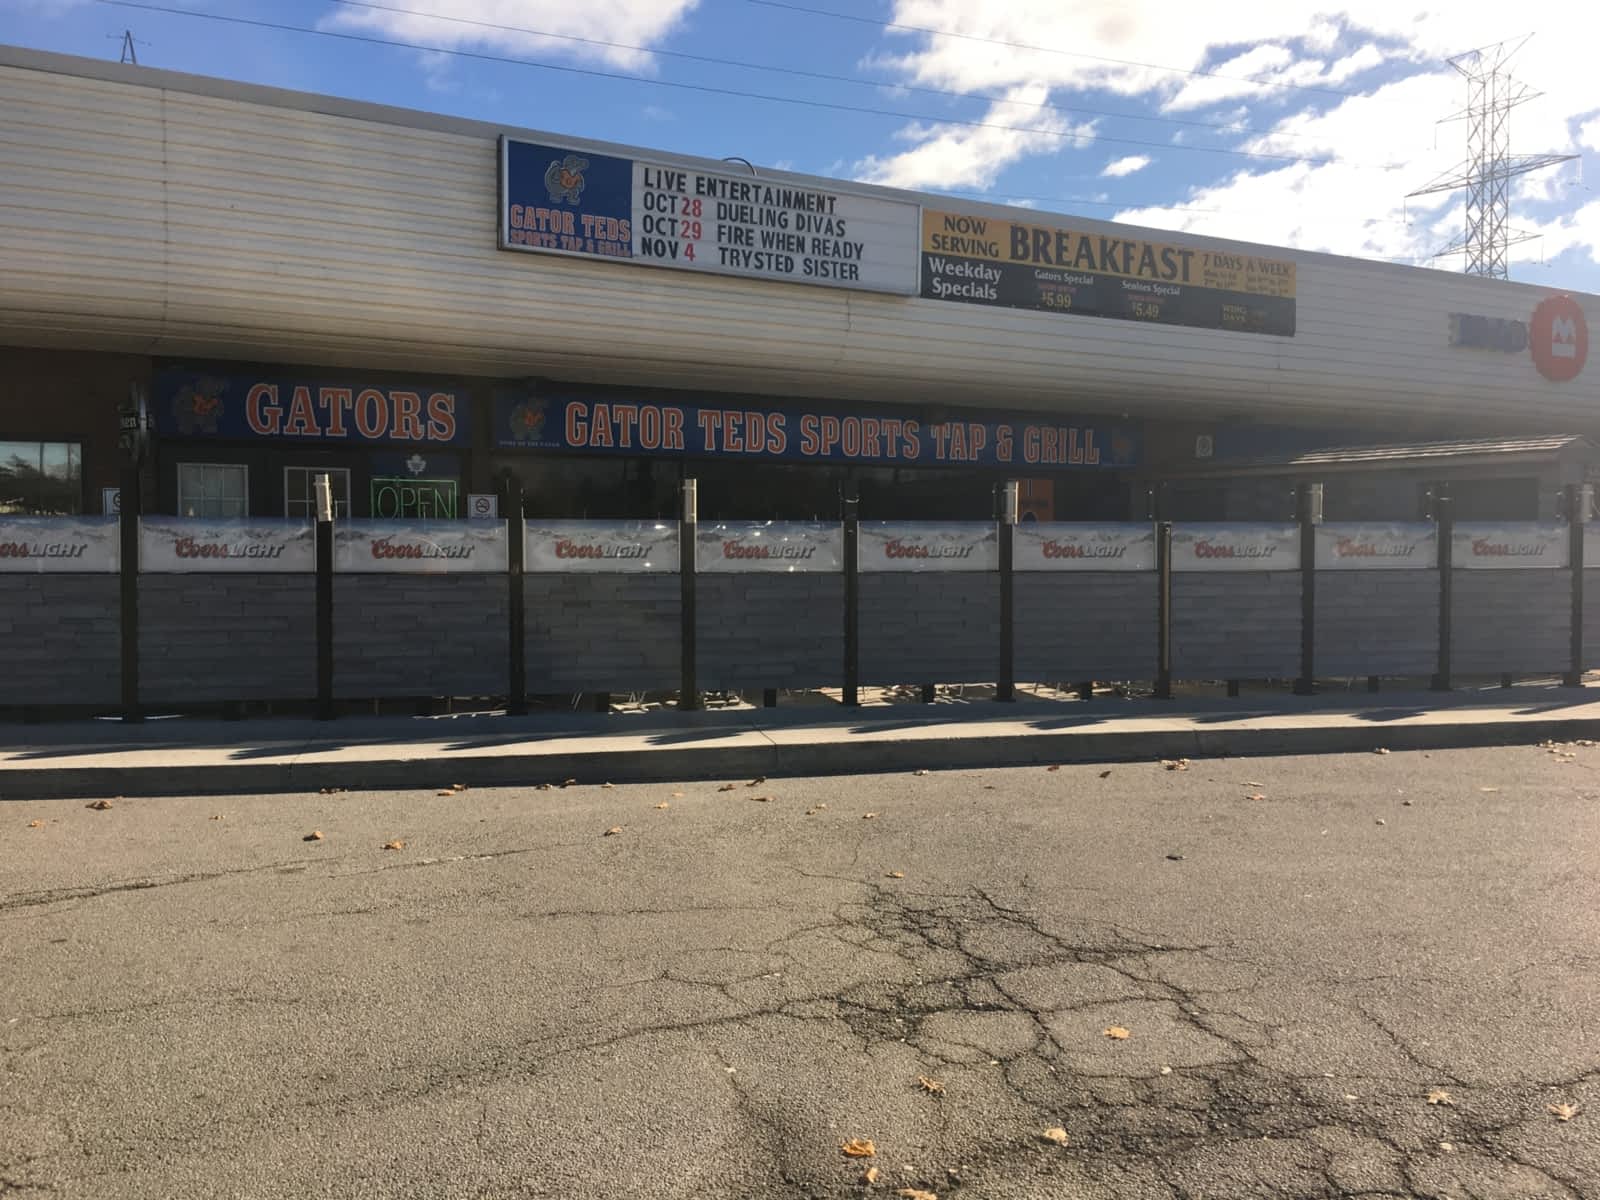 LIVE ENTERTAINMENT
OCT 28 DUELING DIVAS
OCT 29 FIRE WHEN READY
NOV 4 TRYSTED SISTER
GATOR TEDS
SPORTS TAP & GRILL
NOW SERVING BREAKFAST
7 DAYS A WEEK
Weekday
Specials
Gators Special
$5.99
Seniors Special
$5.49
WING
DAYS
BMO
GATORS
GATOR TEDS SPORTS TAP & GRILL
OPEN
Coors LIGHT
Coors LIGHT
Coors LIGHT
Coors LIGHT
Coors LIGHT
Coors LIGHT
Coors LIGHT
Coors LIGHT
Coors LIGHT
Coors LIGHT